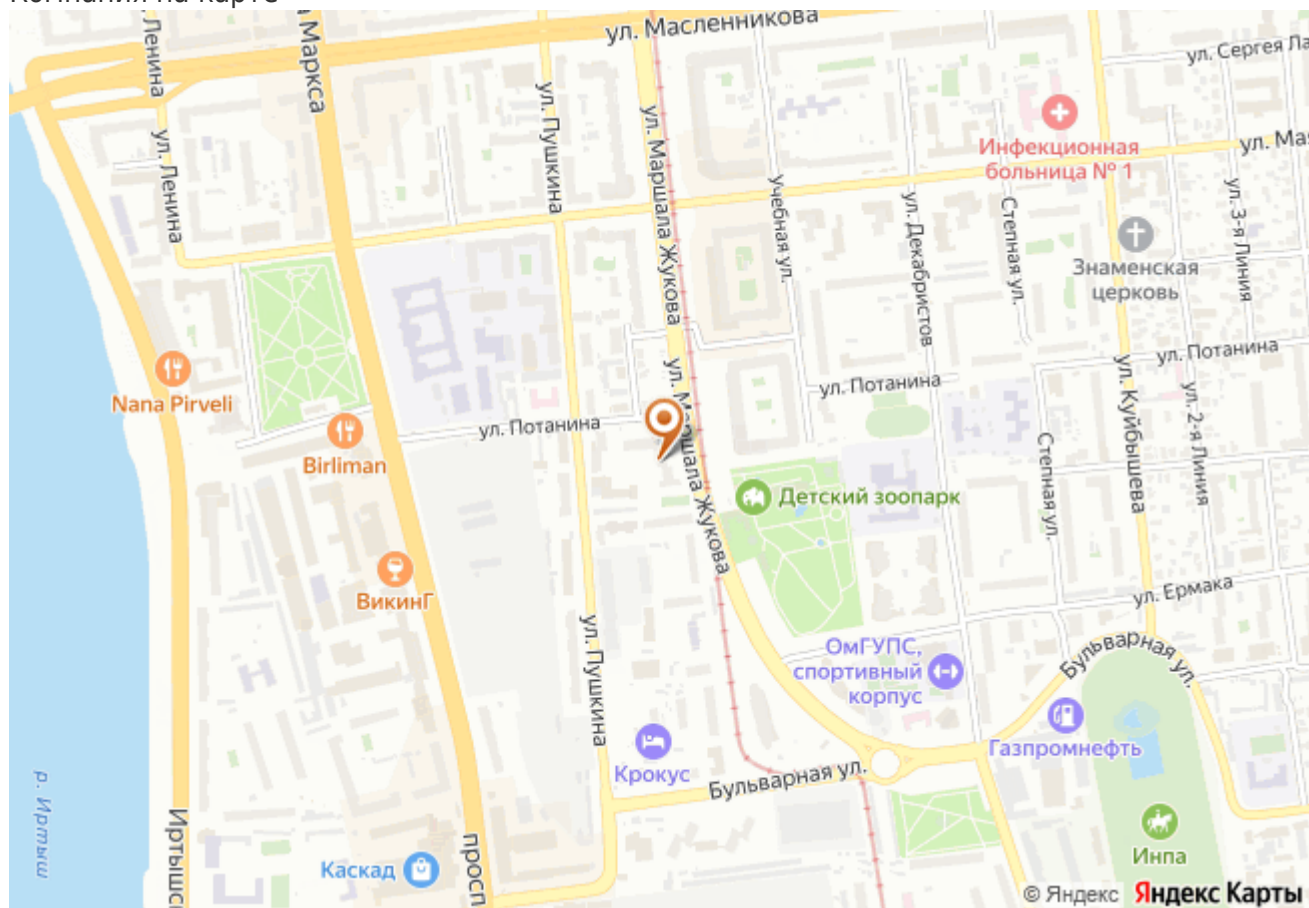 Компания на карте
ул. Масленникова
Ленина
Маркса
ул. Сергея Ла
ул. Пушкина
ул. Маршала Жукова
Инфекционная
больница № 1
ул. Ма
ул. Ленина
Учебная ул.
ул. Декабристов
Степная ул.
ул. 3-я Линия
Знаменская
церковь
Nana Pirveli
ул. Маршала Жукова
ул. Потанина
ул. Потанина
ул. Потанина
ул. Куйбышева
ул. 2-я Линия
Birliman
Степная ул.
Детский зоопарк
ВикинГ
ул. Ермака
ул. Пушкина
ОмГУПС,
спортивный
корпус
Бульварная ул.
Газпромнефть
Крокус
Бульварная ул.
р. Иртыш
Иртышс
просп
Каскад
Инпа
© Яндекс Яндекс Карты